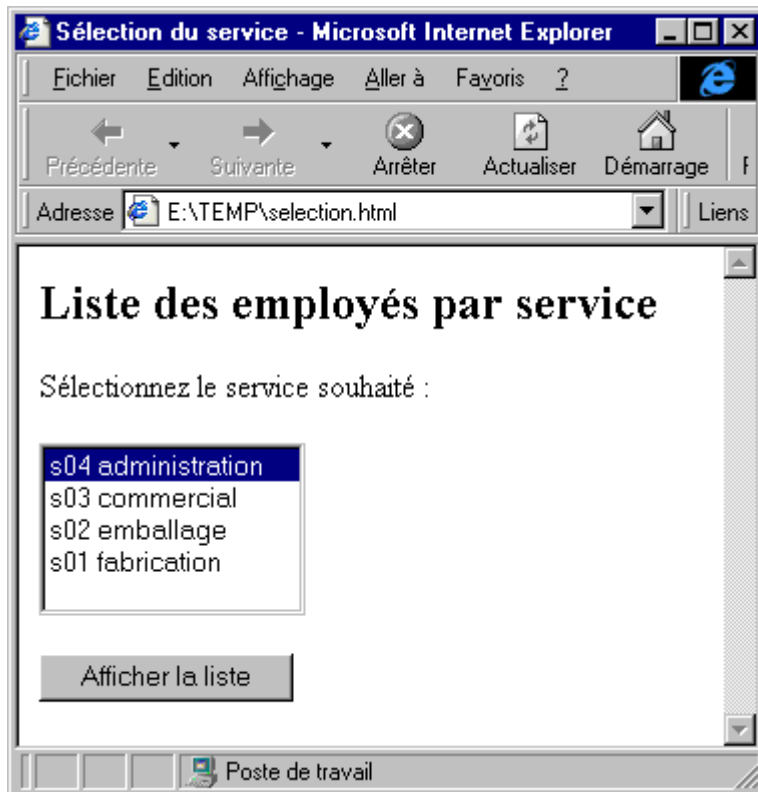 Sélection du service - Microsoft Internet Explorer
Fichier Edition Affichage Aller à Favoris ?
Précédente Suivante Arrêter Actualiser Démarrage
Adresse E:\TEMP\selection.html Liens
Liste des employés par service
Sélectionnez le service souhaité :
s04 administration
s03 commercial
s02 emballage
s01 fabrication
Afficher la liste
Poste de travail